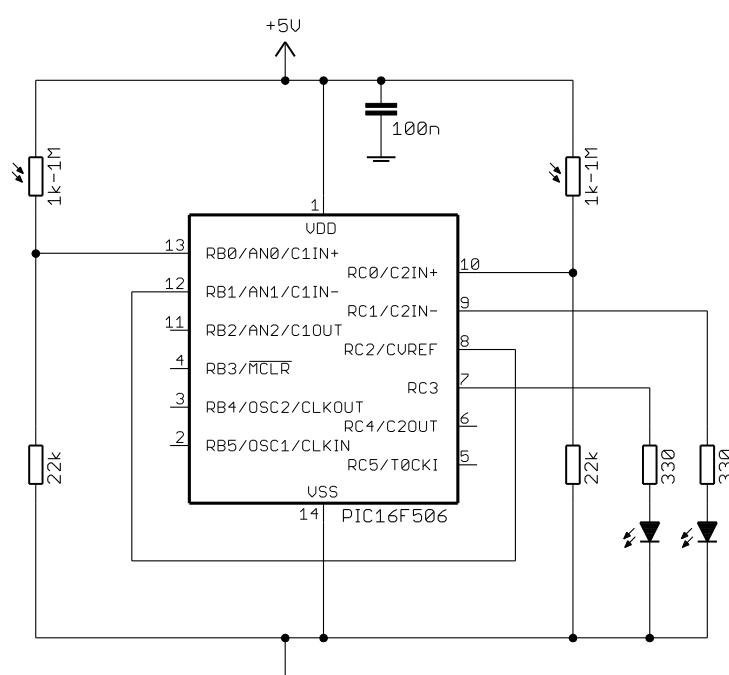 +5V
100n
1k-1M
1k-1M
1
VDD
13
RB0/AN0/C1IN+
10
RC0/C2IN+
12
RB1/AN1/C1IN-
9
RC1/C2IN-
11
RB2/AN2/C1OUT
8
RC2/CVREF
4
RB3/MCLR
7
RC3
3
RB4/OSC2/CLKOUT
6
RC4/C2OUT
2
RB5/OSC1/CLKIN
5
RC5/T0CKI
22k
22k
330
330
VSS
14
PIC16F506